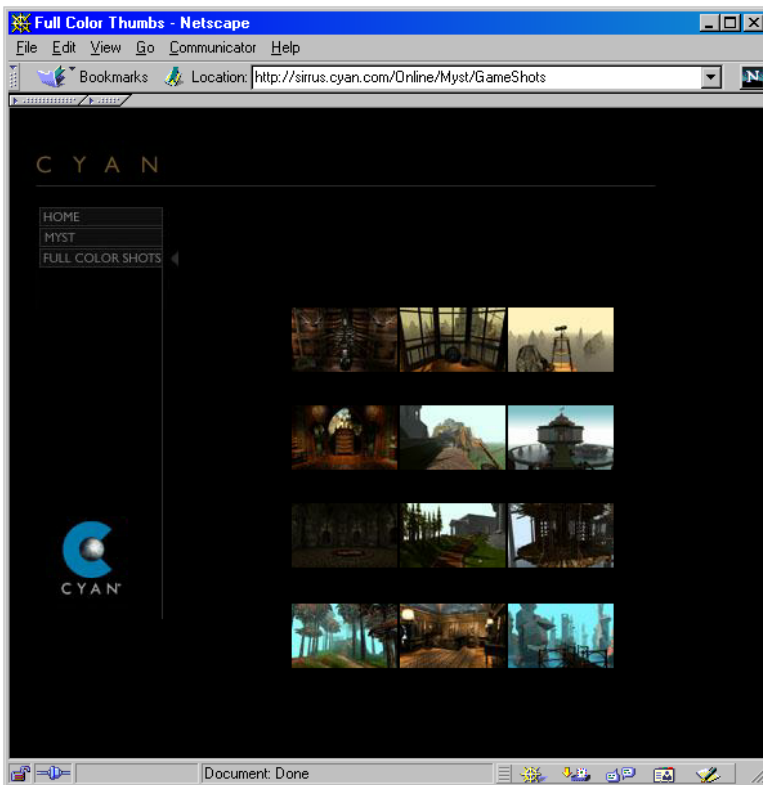 Full Color Thumbs - Netscape
File Edit View Go Communicator Help
Bookmarks Location: http://sirrus.cyan.com/Online/Myst/GameShots
N
CYAN
HOME
MYST
FULL COLOR SHOTS
CYAN
Document: Done